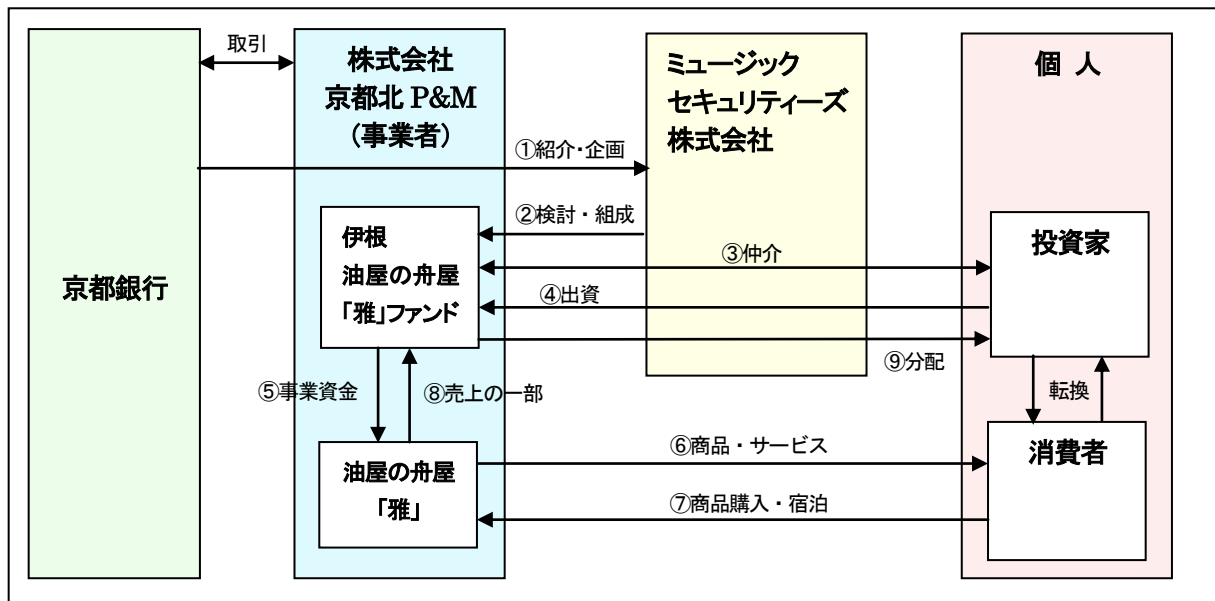 取引
株式会社
京都北 P&M
(事業者)
ミュージック
セキュリティーズ
株式会社
個 人
①紹介・企画
②検討・組成
伊根
油屋の舟屋
「雅」ファンド
③仲介
投資家
京都銀行
④出資
⑨分配
⑤事業資金
⑧売上の一部
転換
⑥商品・サービス
消費者
油屋の舟屋
「雅」
⑦商品購入・宿泊